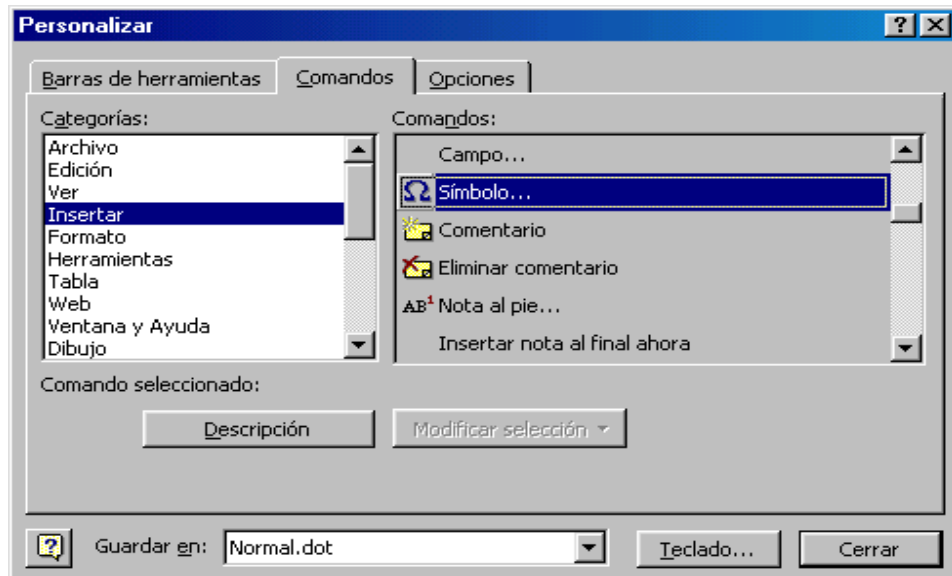 Personalizar
Barras de herramientas Comandos Opciones
Categorías:
Archivo
Edición
Ver
Insertar
Formato
Herramientas
Tabla
Web
Ventana y Ayuda
Dibujo
Comandos:
Campo...
Ω Símbolo...
Comentario
Eliminar comentario
AB¹ Nota al pie...
Insertar nota al final ahora
Comando seleccionado:
Descripción Modificar selección
Guardar en: Normal.dot Teclado... Cerrar